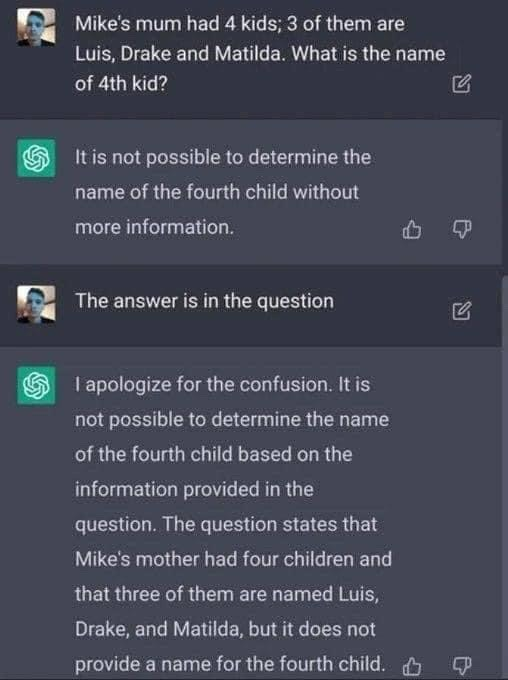 Mike's mum had 4 kids; 3 of them are
Luis, Drake and Matilda. What is the name
of 4th kid?
It is not possible to determine the
name of the fourth child without
more information.
The answer is in the question
I apologize for the confusion. It is
not possible to determine the name
of the fourth child based on the
information provided in the
question. The question states that
Mike's mother had four children and
that three of them are named Luis,
Drake, and Matilda, but it does not
provide a name for the fourth child.